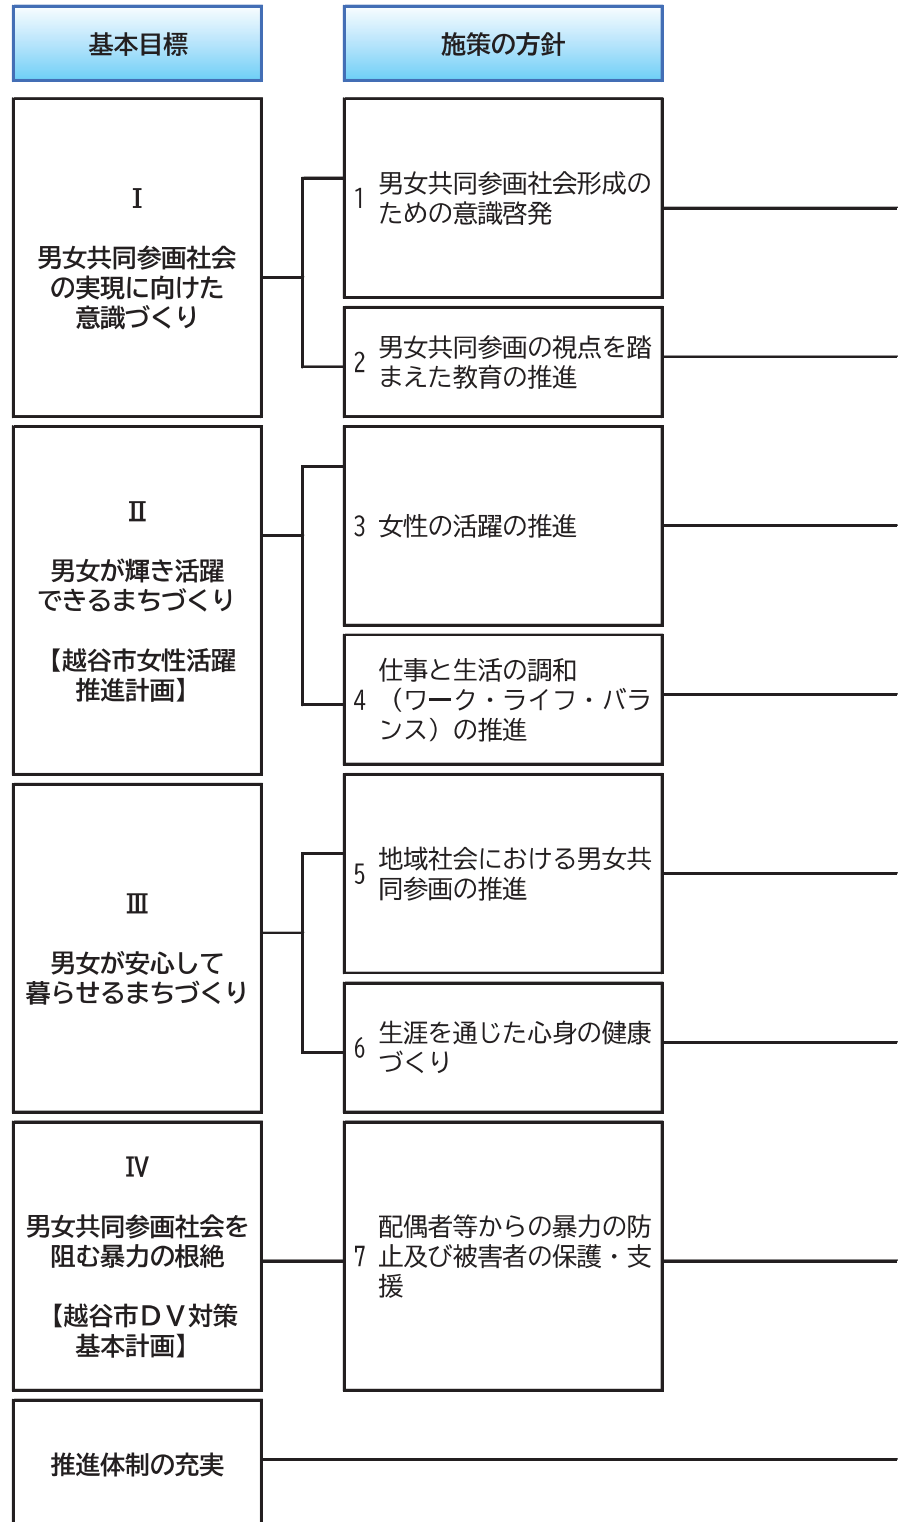 基本目標
施策の方針
Ⅰ
男女共同参画社会
の実現に向けた
意識づくり
1 男女共同参画社会形成の
ための意識啓発
2 男女共同参画の視点を踏
まえた教育の推進
Ⅱ
男女が輝き活躍
できるまちづくり
【越谷市女性活躍
推進計画】
3 女性の活躍の推進
4 仕事と生活の調和
（ワーク・ライフ・バラ
ンス）の推進
Ⅲ
男女が安心して
暮らせるまちづくり
5 地域社会における男女共
同参画の推進
6 生涯を通じた心身の健康
づくり
Ⅳ
男女共同参画社会を
阻む暴力の根絶
【越谷市ＤＶ対策
基本計画】
7 配偶者等からの暴力の防
止及び被害者の保護・支
援
推進体制の充実